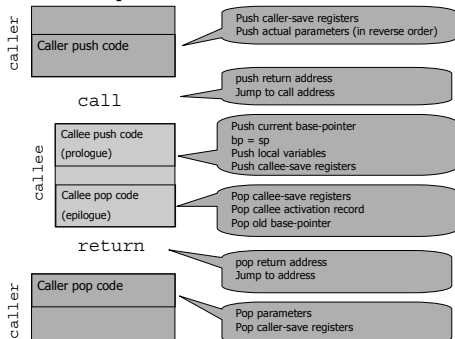 caller
Caller push code
Push caller-save registers
Push actual parameters (in reverse order)
call
push return address
Jump to call address
callee
Callee push code
(prologue)
Push current base-pointer
bp = sp
Push local variables
Push callee-save registers
Callee pop code
(epilogue)
Pop callee-save registers
Pop callee activation record
Pop old base-pointer
return
pop return address
Jump to address
caller
Caller pop code
Pop parameters
Pop caller-save registers